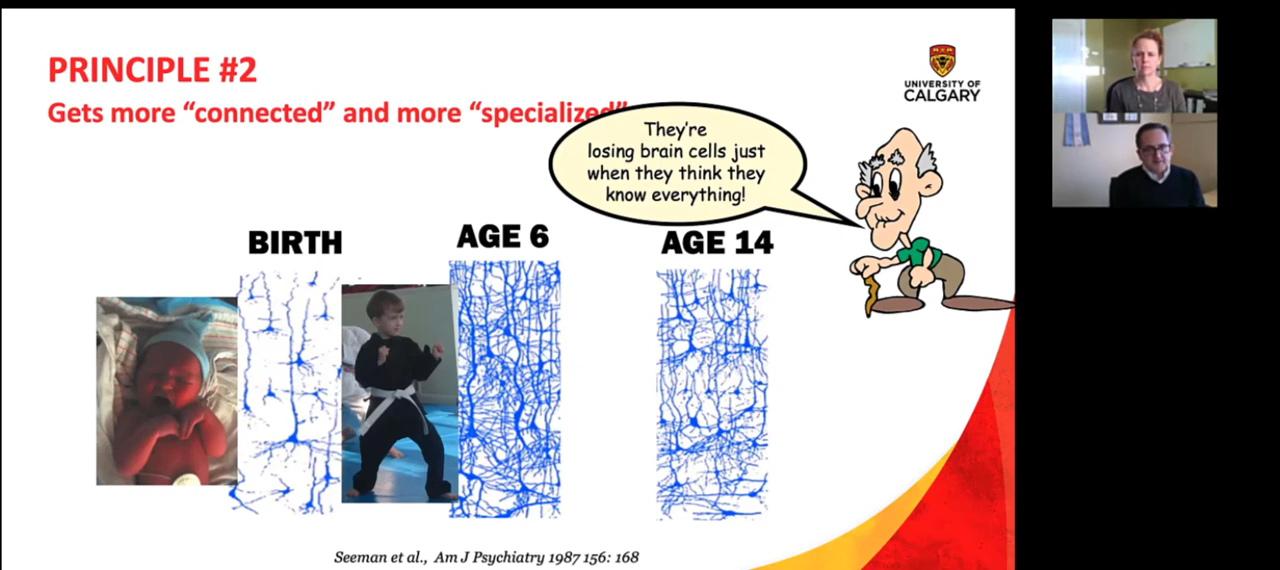 PRINCIPLE #2
Gets more “connected” and more “specialized”
UNIVERSITY OF
CALGARY
They're
losing brain cells just
when they think they
know everything!
BIRTH
AGE 6
AGE 14
Seeman et al., Am J Psychiatry 1987 156: 168